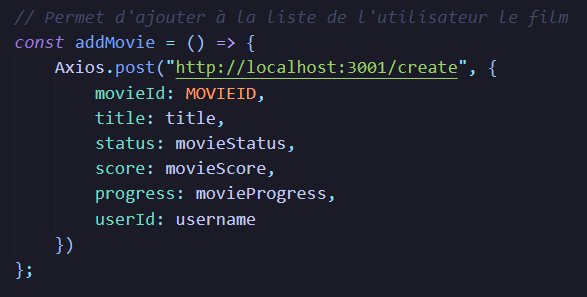 // Permet d'ajouter à la liste de l'utilisateur le film
const addMovie = () => {
    Axios.post("http://localhost:3001/create", {
        movieId: MOVIEID,
        title: title,
        status: movieStatus,
        score: movieScore,
        progress: movieProgress,
        userId: username
    })
};